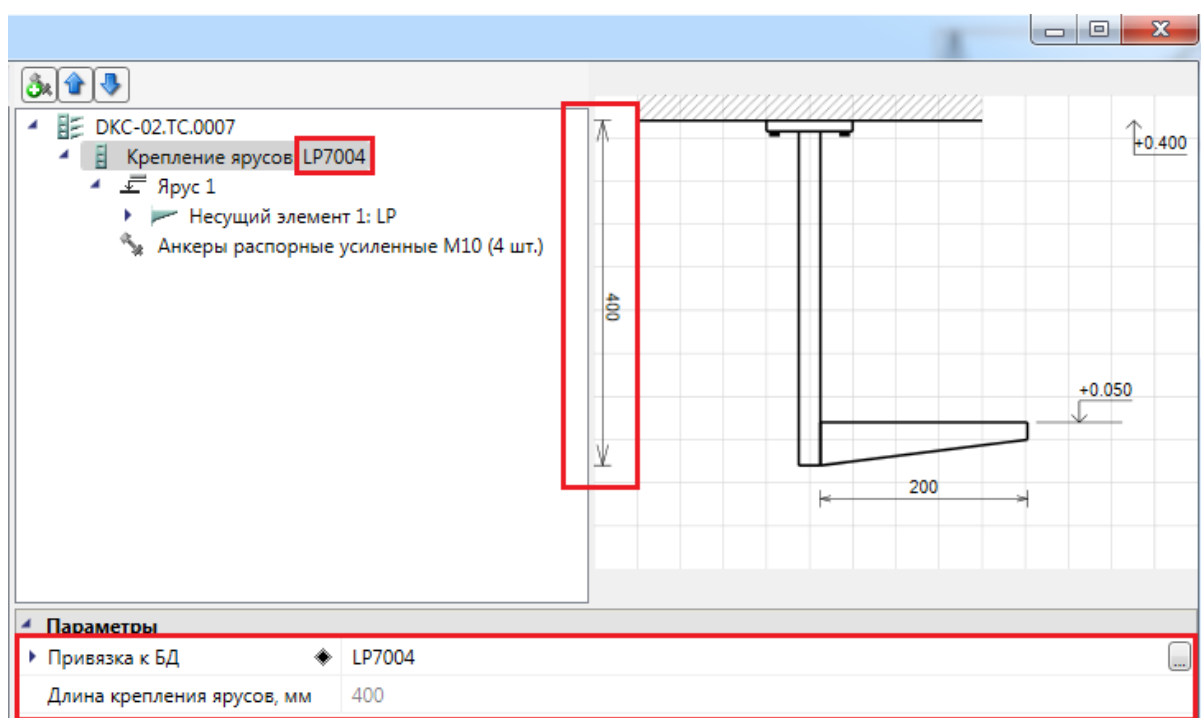 DKC-02.TC.0007
Крепление ярусов LP7004
Ярус 1
Несущий элемент 1: LP
Анкеры распорные усиленные М10 (4 шт.)
+0.400
400
+0.050
200
Параметры
Привязка к БД LP7004 ...
Длина крепления ярусов, мм 400